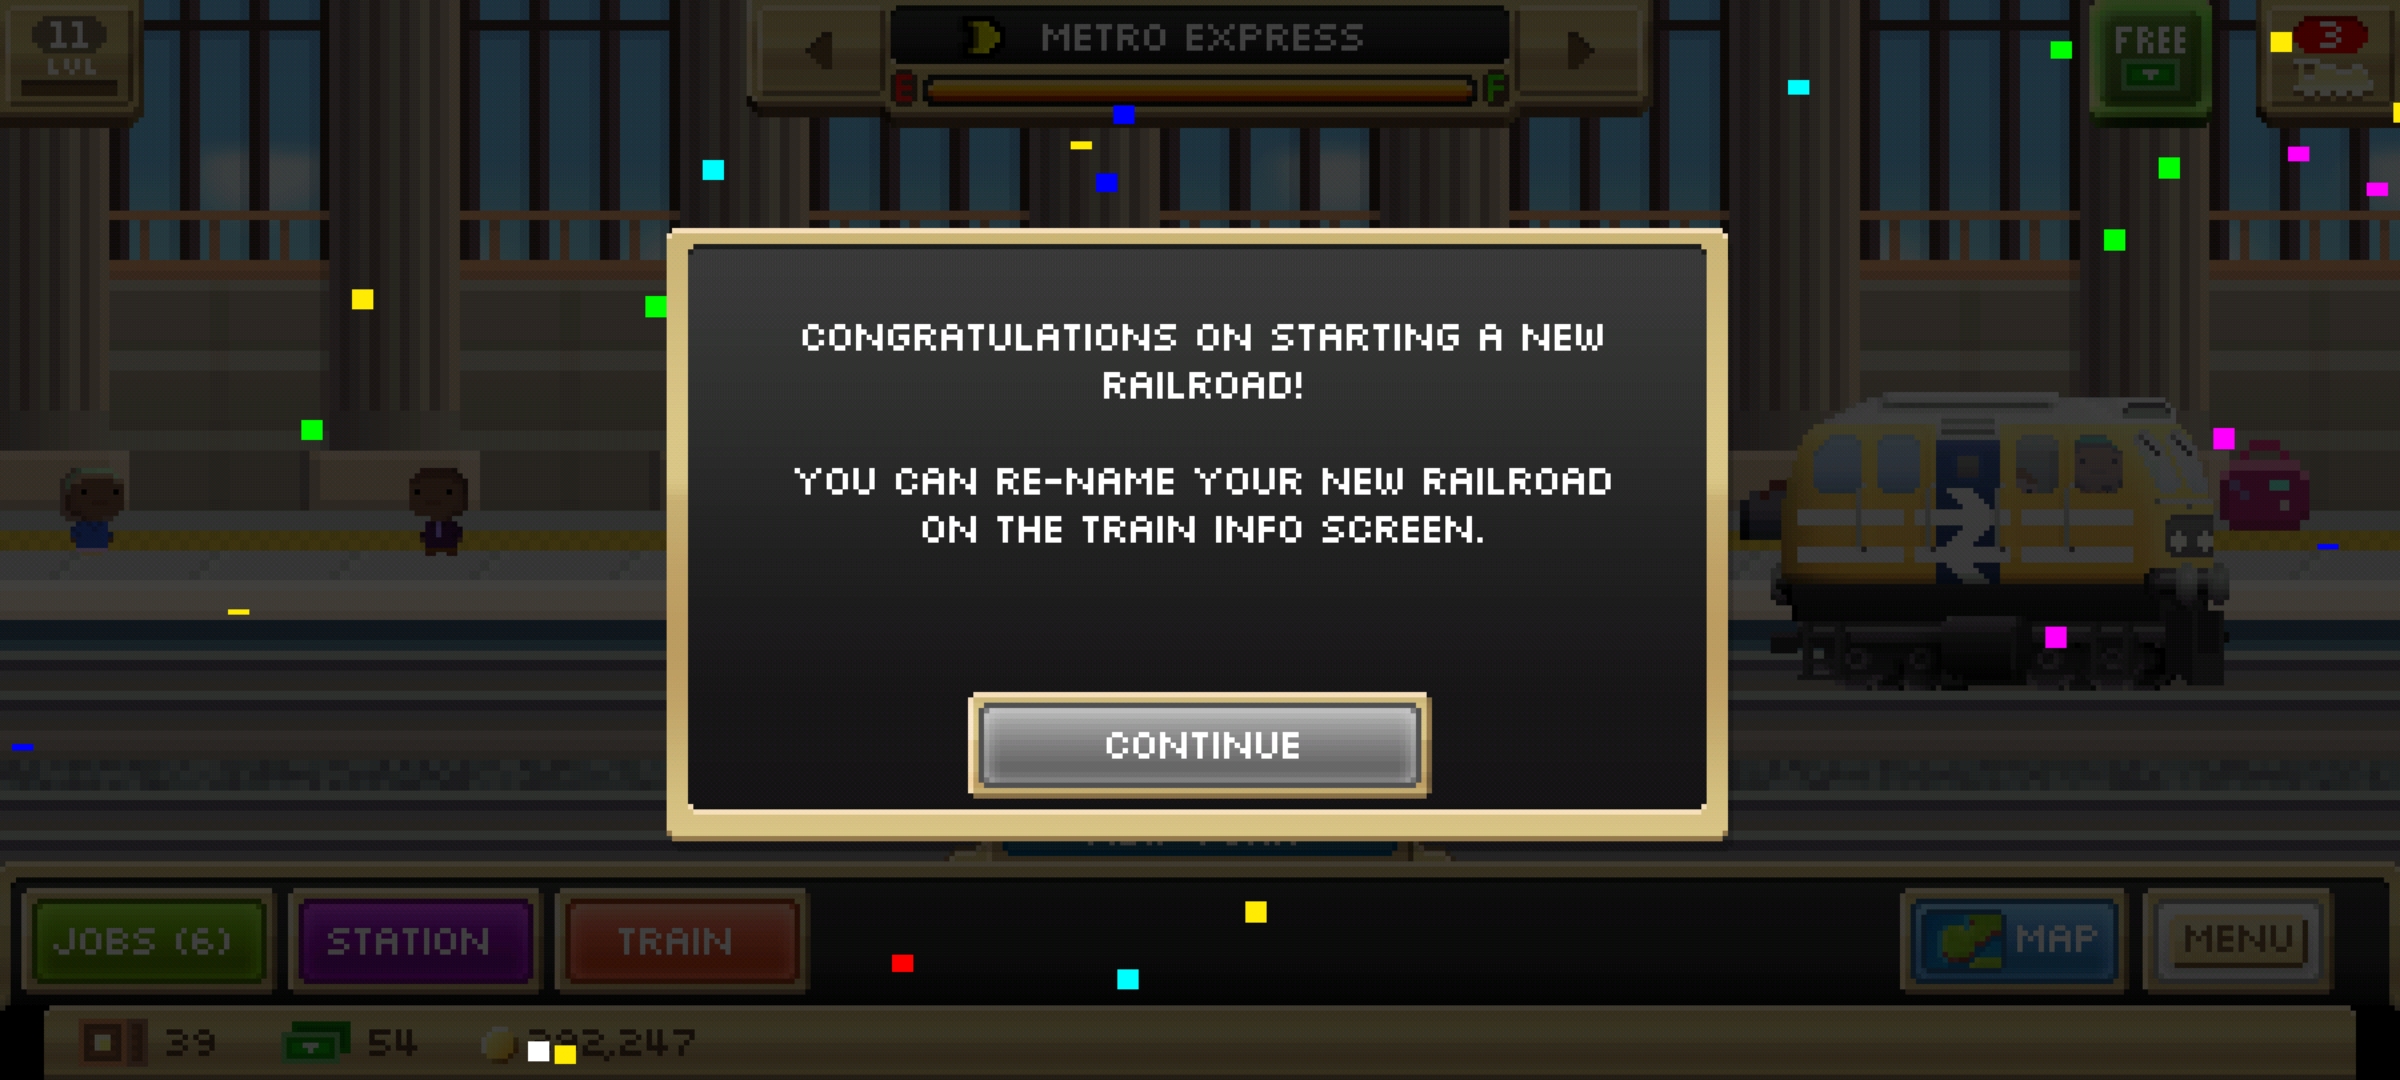 11
LVL
METRO EXPRESS
E
F
FREE
3
CONGRATULATIONS ON STARTING A NEW
RAILROAD!
YOU CAN RE-NAME YOUR NEW RAILROAD
ON THE TRAIN INFO SCREEN.
CONTINUE
JOBS (6)
STATION
TRAIN
MAP
MENU
39
54